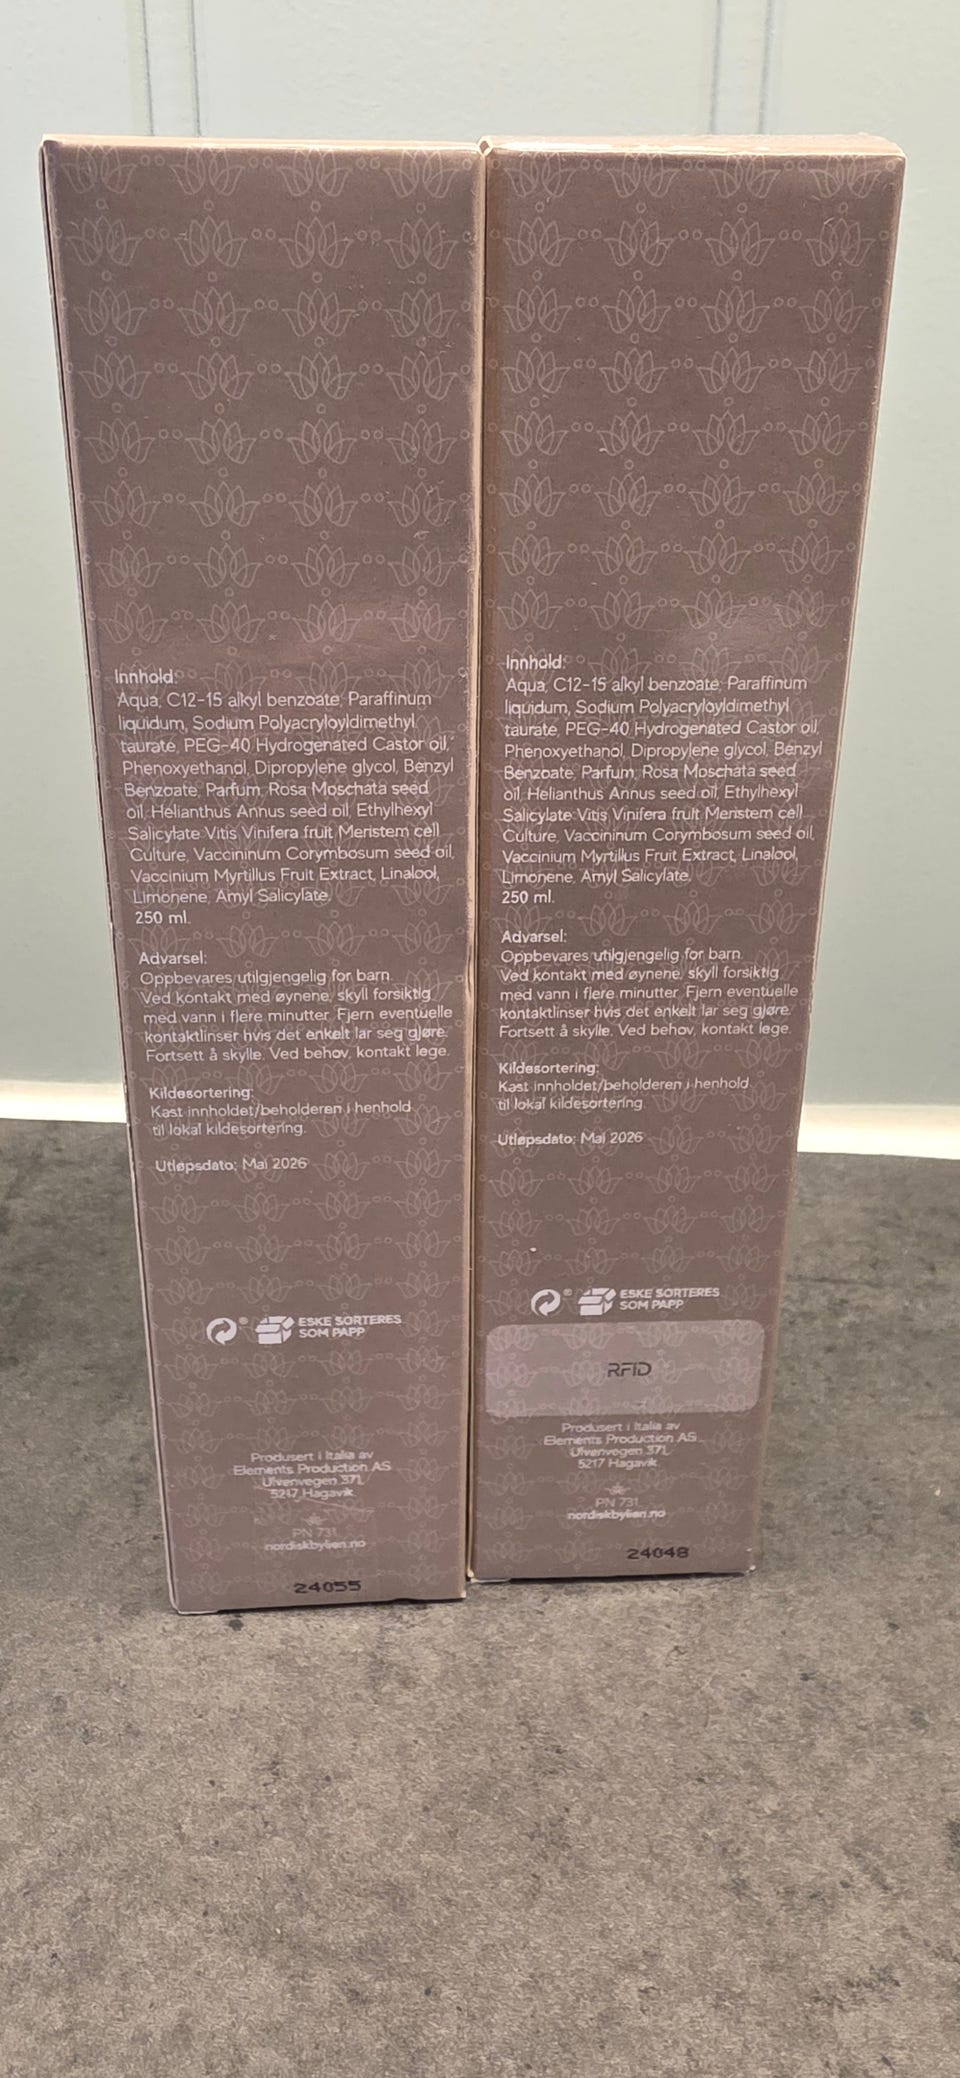 Innhold:
Aqua, C12-15 alkyl benzoate, Paraffinum
liquidum, Sodium Polyacryloyldimethyl
taurate, PEG-40 Hydrogenated Castor oil,
Phenoxyethanol, Dipropylene glycol, Benzyl
Benzoate, Parfum, Rosa Moschata seed
oil, Helianthus Annus seed oil, Ethylhexyl
Salicylate Vitis Vinifera fruit Meristem cell
Culture, Vaccininum Corymbosum seed oil,
Vaccinium Myrtillus Fruit Extract, Linalool,
Limonene, Amyl Salicylate.
250 ml.
Advarsel:
Oppbevares utilgjengelig for barn.
Ved kontakt med øynene, skyll forsiktig
med vann i flere minutter. Fjern eventuelle
kontaktlinser hvis det enkelt lar seg gjøre.
Fortsett å skylle. Ved behov, kontakt lege.
Kildesortering:
Kast innholdet/beholderen i henhold
til lokal kildesortering.
Utløpsdato: Mai 2026
ESKE SORTERES
SOM PAPP
Produsert i Italia av
Elements Production AS
Ulvenvegen 371,
5217 Hagavik
PN 731
nordiskbylien.no
24055
Innhold:
Aqua, C12-15 alkyl benzoate, Paraffinum
liquidum, Sodium Polyacryloyldimethyl
taurate, PEG-40 Hydrogenated Castor oil,
Phenoxyethanol, Dipropylene glycol, Benzyl
Benzoate, Parfum, Rosa Moschata seed
oil, Helianthus Annus seed oil, Ethylhexyl
Salicylate Vitis Vinifera fruit Meristem cell
Culture, Vaccininum Corymbosum seed oil,
Vaccinium Myrtillus Fruit Extract, Linalool,
Limonene, Amyl Salicylate.
250 ml.
Advarsel:
Oppbevares utilgjengelig for barn.
Ved kontakt med øynene, skyll forsiktig
med vann i flere minutter. Fjern eventuelle
kontaktlinser hvis det enkelt lar seg gjøre.
Fortsett å skylle. Ved behov, kontakt lege.
Kildesortering:
Kast innholdet/beholderen i henhold
til lokal kildesortering.
Utløpsdato: Mai 2026
ESKE SORTERES
SOM PAPP
RFID
Produsert i Italia av
Elements Production AS
Ulvenvegen 371,
5217 Hagavik
PN 731
nordiskbylien.no
24048